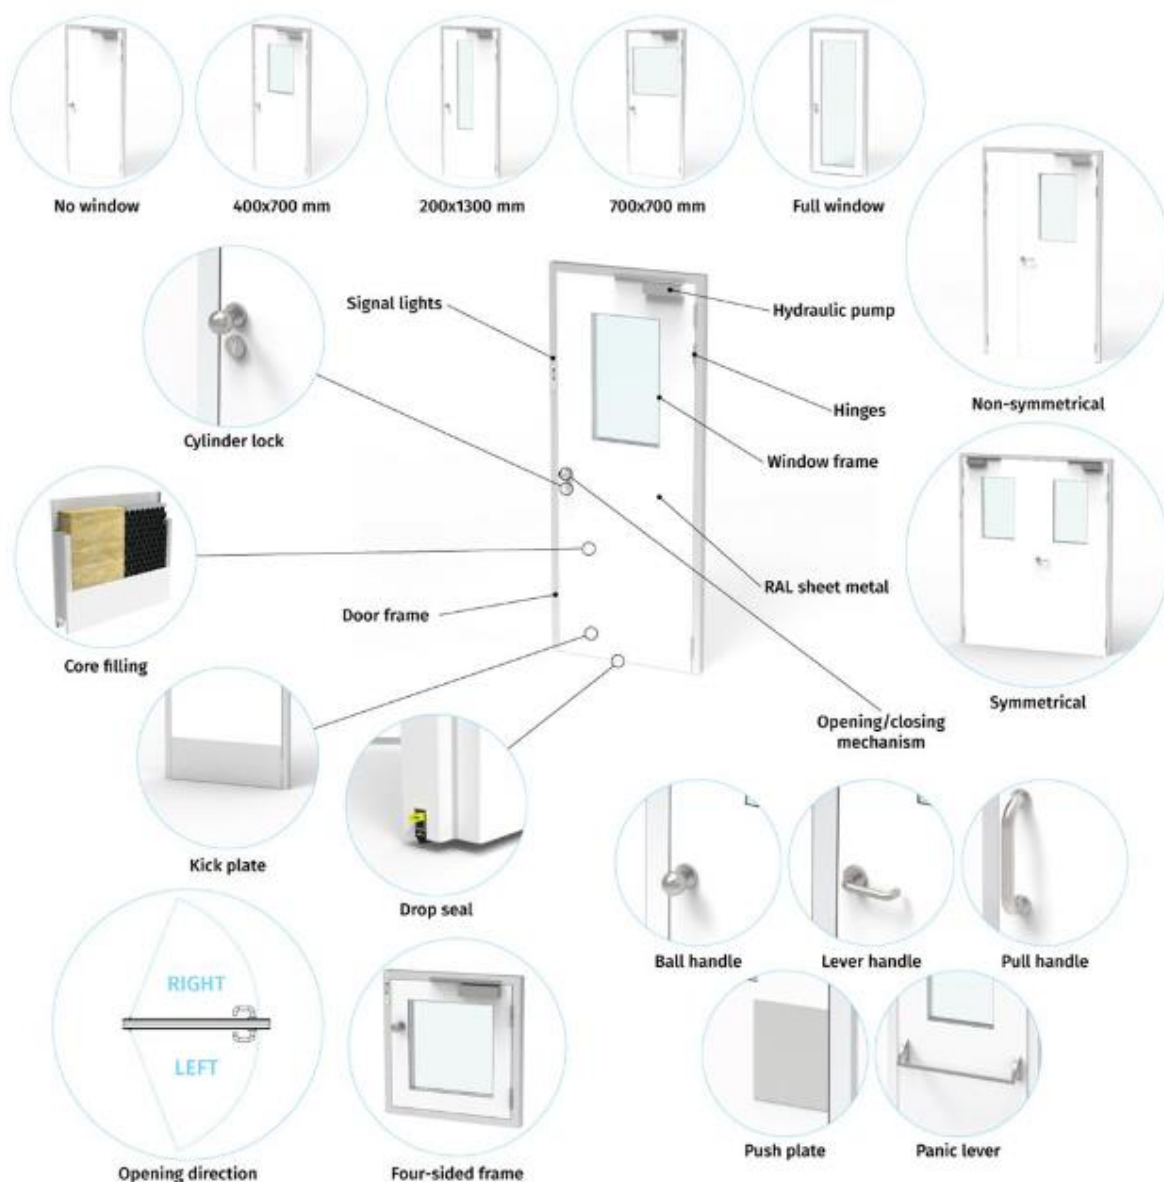 No window
400x700 mm
200x1300 mm
700x700 mm
Full window
Signal lights
Hydraulic pump
Cylinder lock
Hinges
Non-symmetrical
Window frame
Core filling
Door frame
RAL sheet metal
Symmetrical
Opening/closing
mechanism
Kick plate
Drop seal
Ball handle
Lever handle
Pull handle
RIGHT
LEFT
Push plate
Panic lever
Opening direction
Four-sided frame